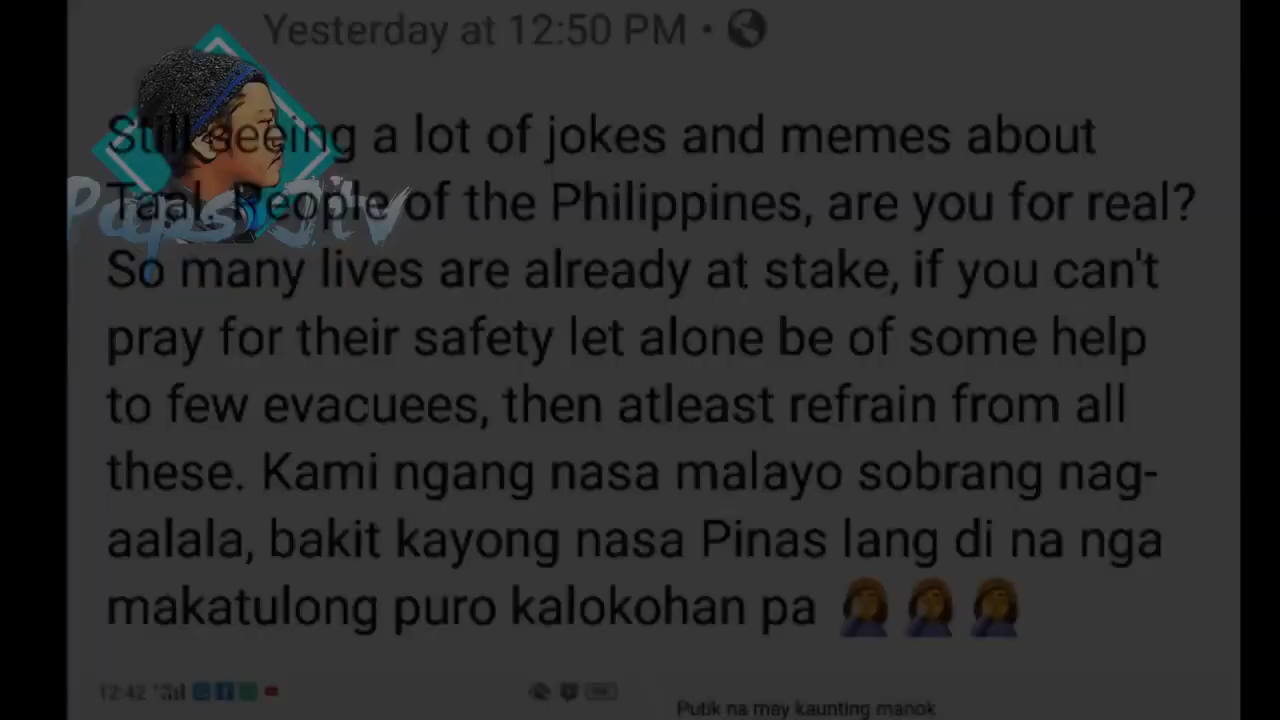 Yesterday at 12:50 PM •
Still seeing a lot of jokes and memes about
Taal. People of the Philippines, are you for real?
So many lives are already at stake, if you can't
pray for their safety let alone be of some help
to few evacuees, then atleast refrain from all
these. Kami ngang nasa malayo sobrang nag-
aalala, bakit kayong nasa Pinas lang di na nga
makatulong puro kalokohan pa
12:42
Putik na may kaunting manok